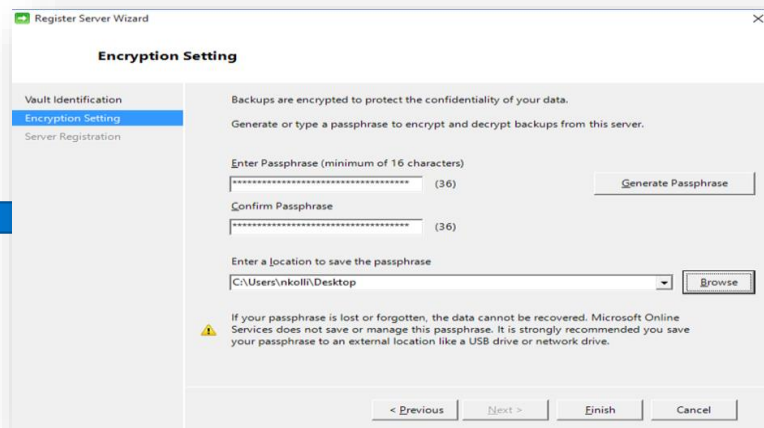 Register Server Wizard
Encryption Setting
Vault Identification
Encryption Setting
Server Registration
Backups are encrypted to protect the confidentiality of your data.
Generate or type a passphrase to encrypt and decrypt backups from this server.
Enter Passphrase (minimum of 16 characters)
************************************ (36)
Generate Passphrase
Confirm Passphrase
************************************ (36)
Enter a location to save the passphrase
C:\Users\nkolli\Desktop
Browse
If your passphrase is lost or forgotten, the data cannot be recovered. Microsoft Online
Services does not save or manage this passphrase. It is strongly recommended you save
your passphrase to an external location like a USB drive or network drive.
< Previous
Next >
Finish
Cancel